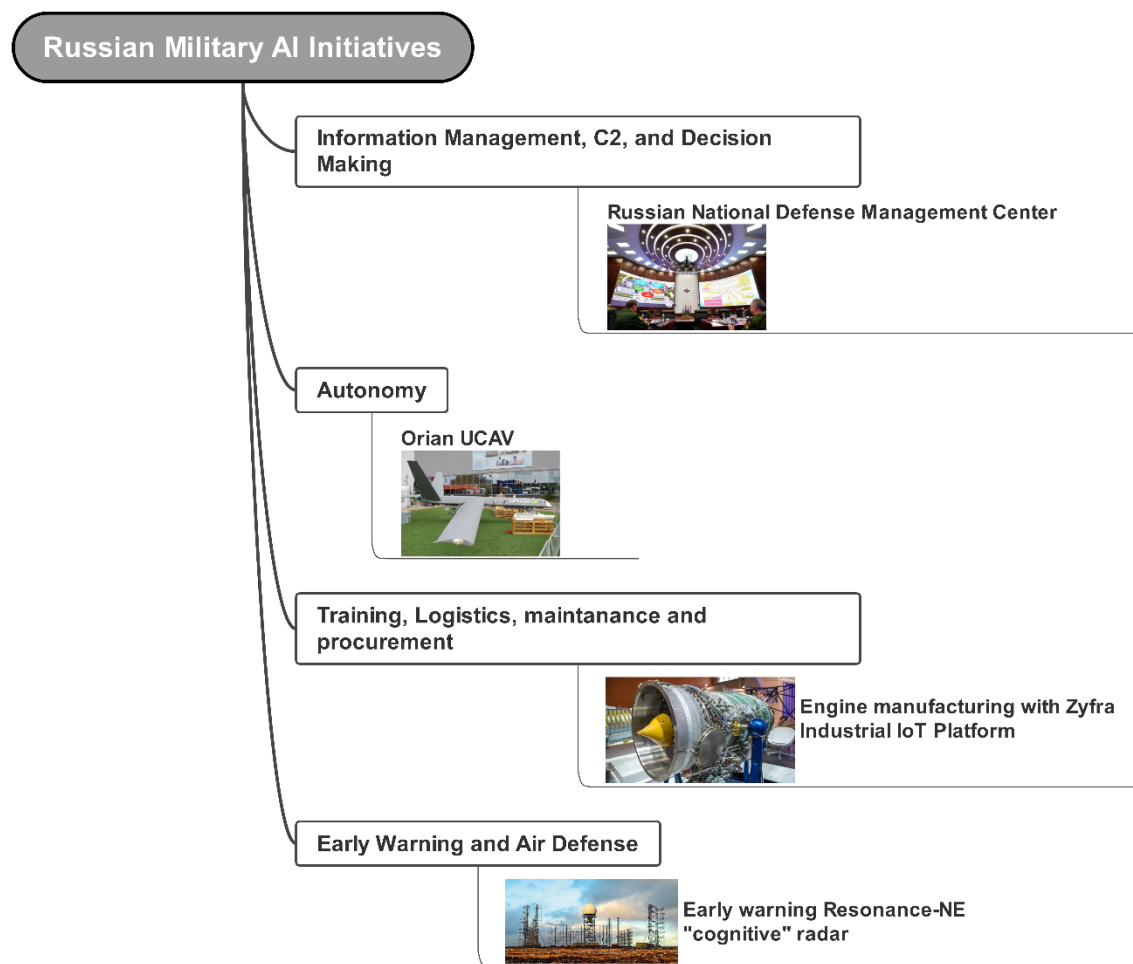 Russian Military AI Initiatives
Information Management, C2, and Decision
Making
Russian National Defense Management Center
Autonomy
Orian UCAV
Training, Logistics, maintanance and
procurement
Engine manufacturing with Zyfra
Industrial IoT Platform
Early Warning and Air Defense
Early warning Resonance-NE
"cognitive" radar